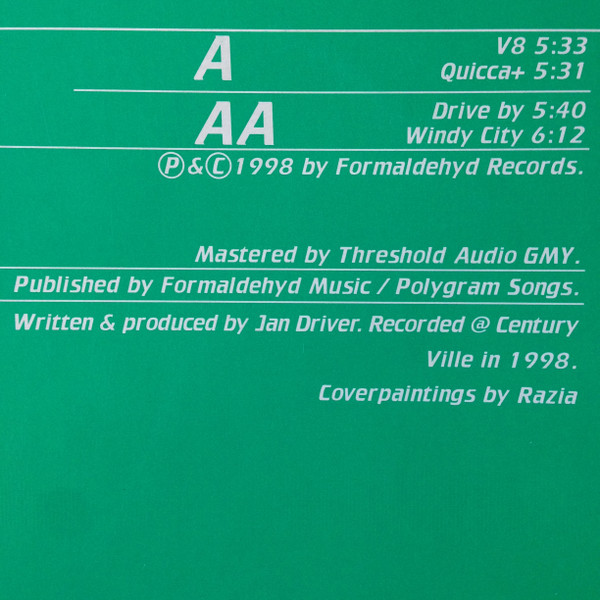 A
V8 5:33
Quicca+ 5:31
AA
Drive by 5:40
Windy City 6:12
Ⓟ&Ⓒ1998 by Formaldehyd Records.
Mastered by Threshold Audio GMY.
Published by Formaldehyd Music / Polygram Songs.
Written & produced by Jan Driver. Recorded @ Century
Ville in 1998.
Coverpaintings by Razia